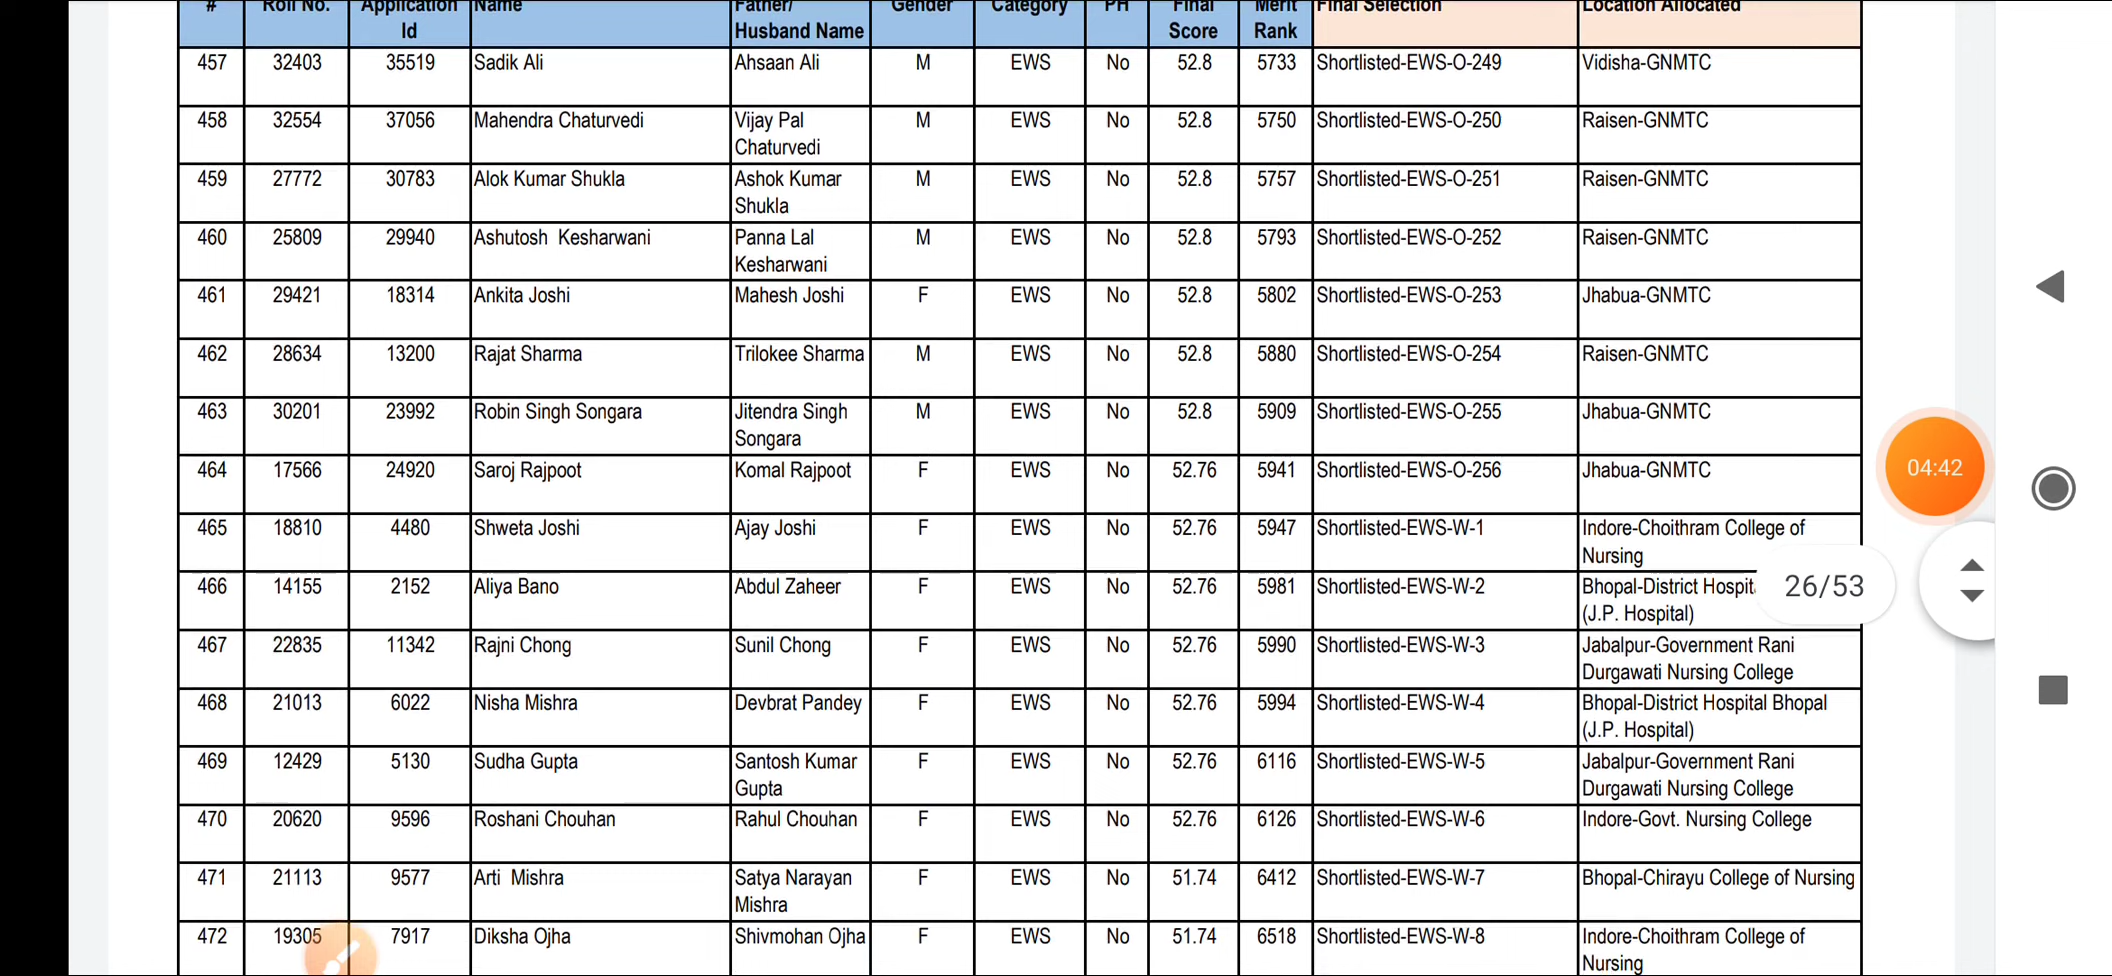 # Roll No. Application Name Father/ Gender Category PH Final Merit Final Selection Location Allocated
Id Husband Name Score Rank
457 32403 35519 Sadik Ali Ahsaan Ali M EWS No 52.8 5733 Shortlisted-EWS-O-249 Vidisha-GNMTC
458 32554 37056 Mahendra Chaturvedi Vijay Pal M EWS No 52.8 5750 Shortlisted-EWS-O-250 Raisen-GNMTC
Chaturvedi
459 27772 30783 Alok Kumar Shukla Ashok Kumar M EWS No 52.8 5757 Shortlisted-EWS-O-251 Raisen-GNMTC
Shukla
460 25809 29940 Ashutosh Kesharwani Panna Lal M EWS No 52.8 5793 Shortlisted-EWS-O-252 Raisen-GNMTC
Kesharwani
461 29421 18314 Ankita Joshi Mahesh Joshi F EWS No 52.8 5802 Shortlisted-EWS-O-253 Jhabua-GNMTC
462 28634 13200 Rajat Sharma Trilokee Sharma M EWS No 52.8 5880 Shortlisted-EWS-O-254 Raisen-GNMTC
463 30201 23992 Robin Singh Songara Jitendra Singh M EWS No 52.8 5909 Shortlisted-EWS-O-255 Jhabua-GNMTC
Songara
464 17566 24920 Saroj Rajpoot Komal Rajpoot F EWS No 52.76 5941 Shortlisted-EWS-O-256 Jhabua-GNMTC
04:42
465 18810 4480 Shweta Joshi Ajay Joshi F EWS No 52.76 5947 Shortlisted-EWS-W-1 Indore-Choithram College of
Nursing
466 14155 2152 Aliya Bano Abdul Zaheer F EWS No 52.76 5981 Shortlisted-EWS-W-2 Bhopal-District
(J.P. Hospital)
26/53
467 22835 11342 Rajni Chong Sunil Chong F EWS No 52.76 5990 Shortlisted-EWS-W-3 Jabalpur-Government Rani
Durgawati Nursing College
468 21013 6022 Nisha Mishra Devbrat Pandey F EWS No 52.76 5994 Shortlisted-EWS-W-4 Bhopal-District Hospital Bhopal
(J.P. Hospital)
469 12429 5130 Sudha Gupta Santosh Kumar F EWS No 52.76 6116 Shortlisted-EWS-W-5 Jabalpur-Government Rani
Gupta Durgawati Nursing College
470 20620 9596 Roshani Chouhan Rahul Chouhan F EWS No 52.76 6126 Shortlisted-EWS-W-6 Indore-Govt. Nursing College
471 21113 9577 Arti Mishra Satya Narayan F EWS No 51.74 6412 Shortlisted-EWS-W-7 Bhopal-Chirayu College of Nursing
Mishra
472 19305 7917 Diksha Ojha Shivmohan Ojha F EWS No 51.74 6518 Shortlisted-EWS-W-8 Indore-Choithram College of
Nursing